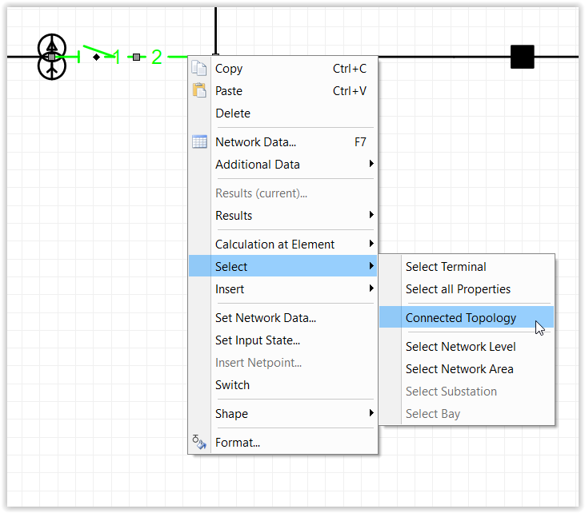 1 2
Copy Ctrl+C
Paste Ctrl+V
Delete
Network Data... F7
Additional Data
Results (current)...
Results
Calculation at Element
Select
Insert
Set Network Data...
Set Input State...
Insert Netpoint...
Switch
Shape
Format...
Select Terminal
Select all Properties
Connected Topology
Select Network Level
Select Network Area
Select Substation
Select Bay